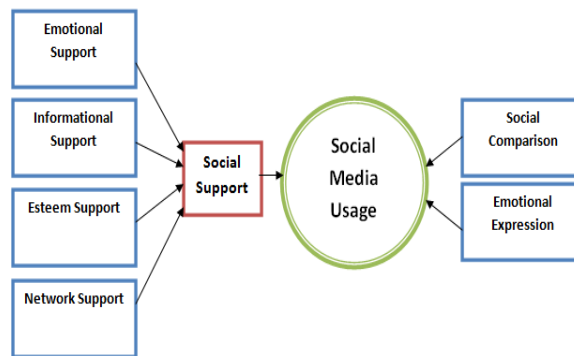 Emotional
Support
Informational
Support
Esteem Support
Network Support
Social
Support
Social
Media
Usage
Social
Comparison
Emotional
Expression